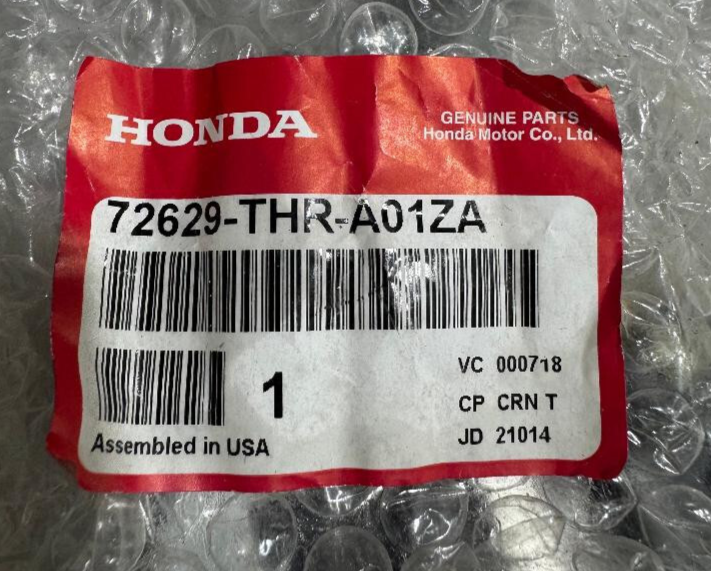 HONDA
GENUINE PARTS
Honda Motor Co., Ltd.
72629-THR-A01ZA
1
VC 000718
CP CRN T
JD 21014
Assembled in USA